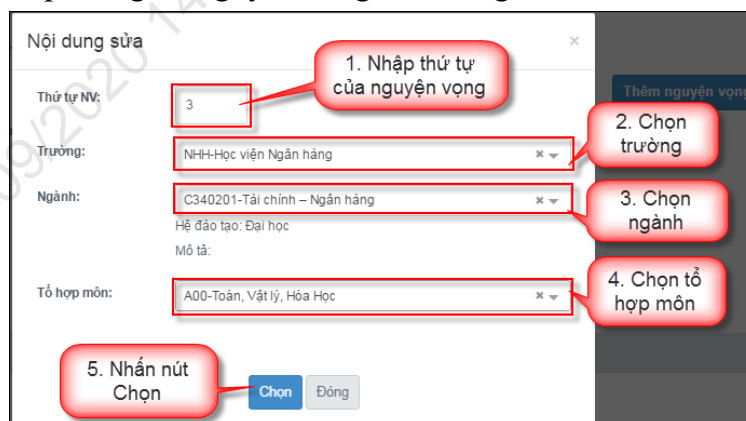 Nội dung sửa
×
1. Nhập thứ tự
của nguyện vọng
Thứ tự NV:
3
Thêm nguyện vọng
2. Chọn
trường
Trường:
NHH-Học viện Ngân hàng
×
Ngành:
C340201-Tài chính – Ngân hàng
×
3. Chọn
ngành
Hệ đào tạo: Đại học
Mô tả:
4. Chọn tổ
hợp môn
Tổ hợp môn:
A00-Toán, Vật lý, Hóa Học
×
5. Nhấn nút
Chọn
Chọn
Đóng
09/2020 14